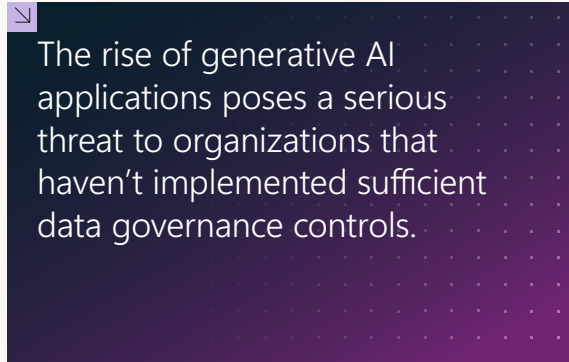 The rise of generative AI
applications poses a serious
threat to organizations that
haven’t implemented sufficient
data governance controls.